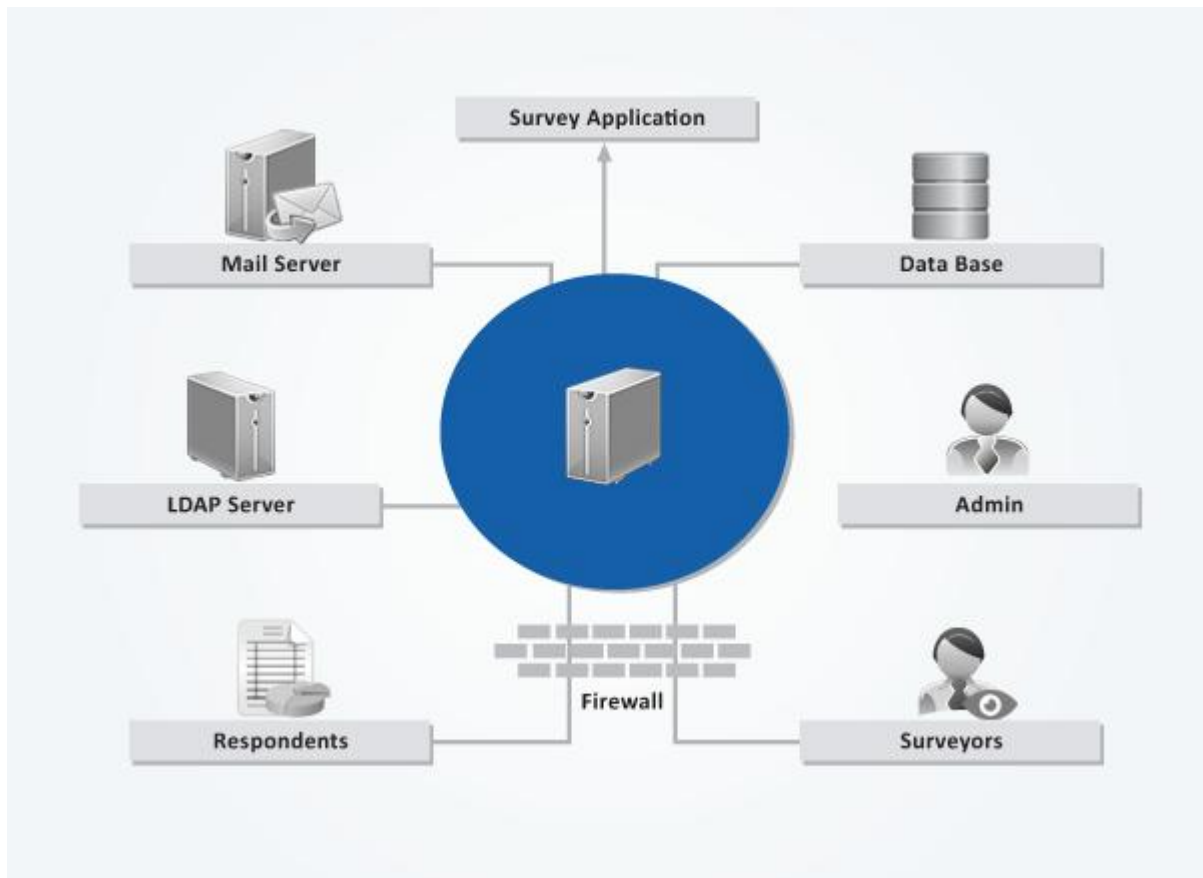 Survey Application
Mail Server
Data Base
LDAP Server
Admin
Firewall
Respondents
Surveyors